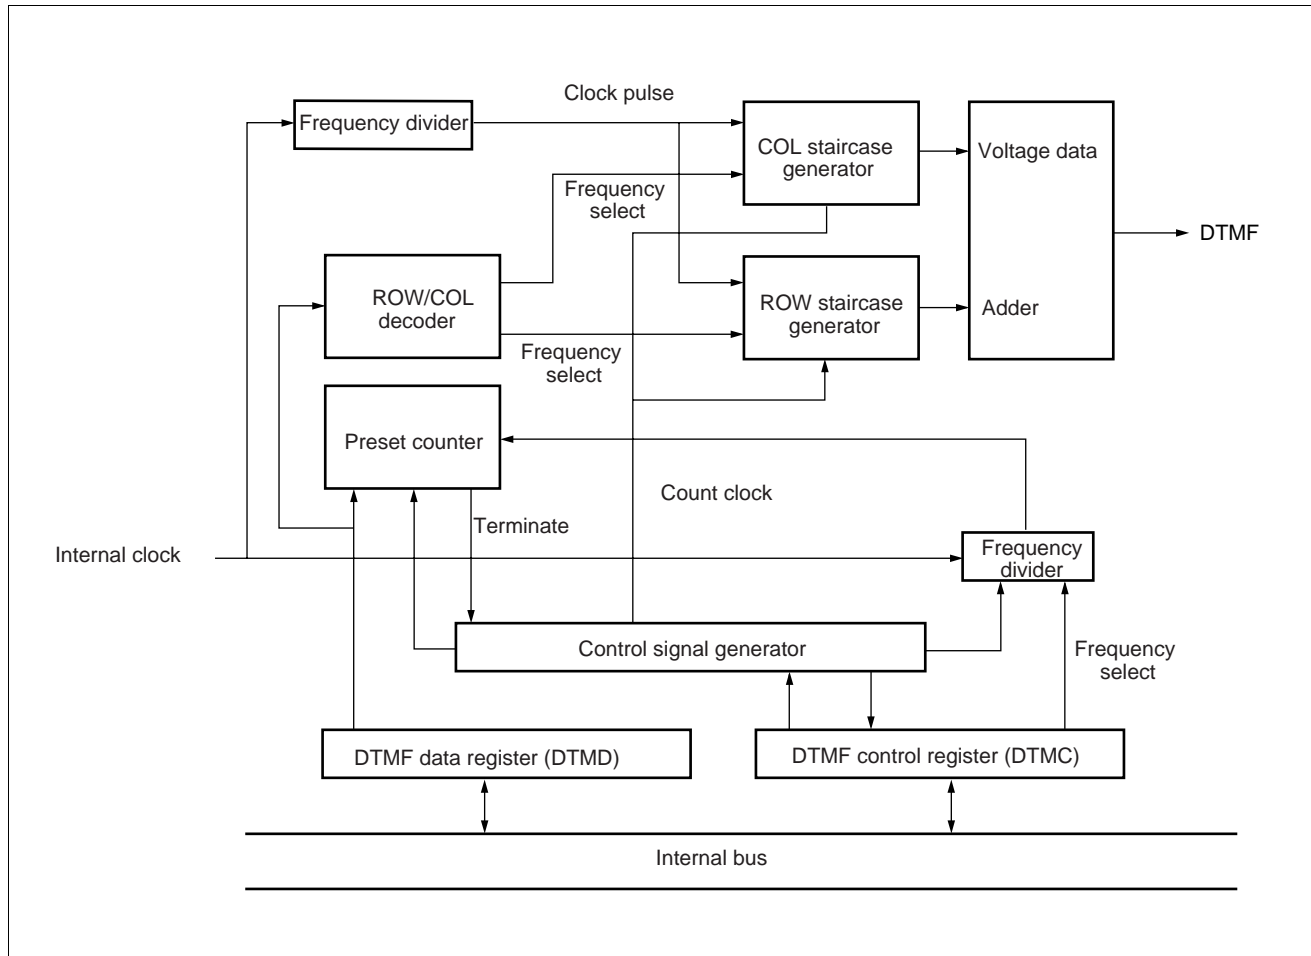 Clock pulse
Frequency divider
COL staircase
generator
Voltage data
Frequency
select
DTMF
ROW/COL
decoder
ROW staircase
generator
Adder
Frequency
select
Preset counter
Count clock
Terminate
Internal clock
Frequency
divider
Control signal generator
Frequency
select
DTMF data register (DTMD)
DTMF control register (DTMC)
Internal bus